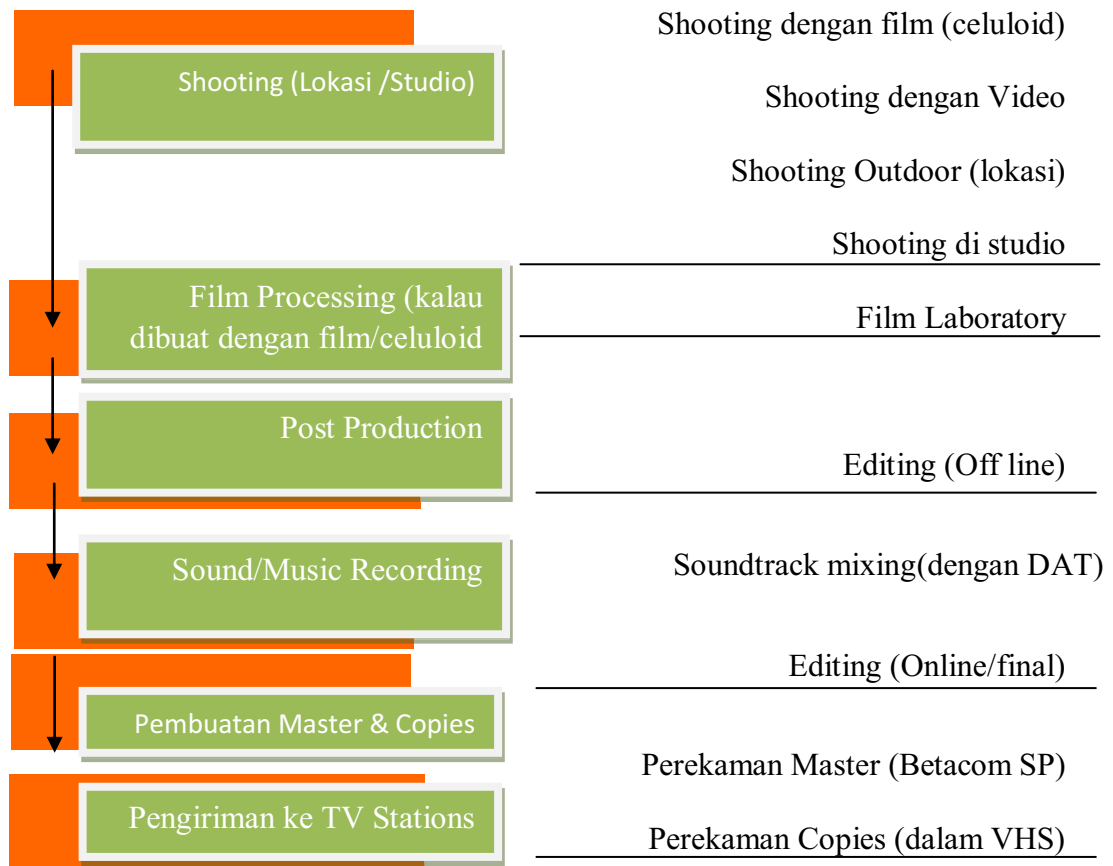 Shooting (Lokasi /Studio)
Shooting dengan film (celuloid)
Shooting dengan Video
Shooting Outdoor (lokasi)
Shooting di studio
Film Processing (kalau
dibuat dengan film/celuloid
Film Laboratory
Post Production
Editing (Off line)
Sound/Music Recording
Soundtrack mixing(dengan DAT)
Editing (Online/final)
Pembuatan Master & Copies
Perekaman Master (Betacom SP)
Pengiriman ke TV Stations
Perekaman Copies (dalam VHS)